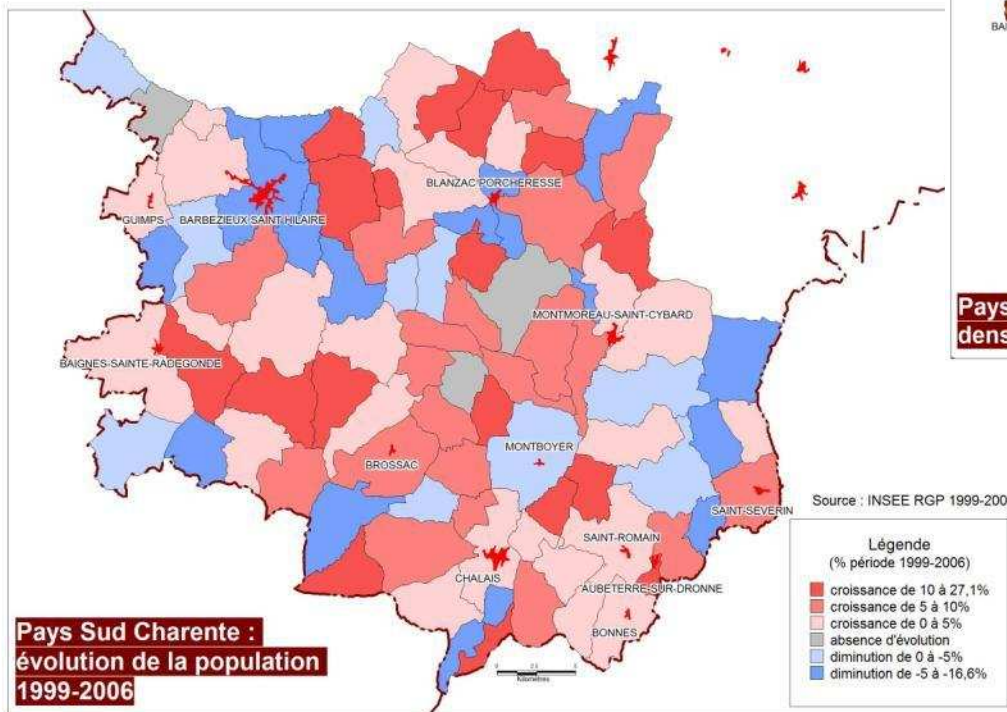 BA
BLANZAC PORCHERESSE
GUIMPS
BARBEZIEUX SAINT HILAIRE
MONTMOREAU-SAINT-CYBARD
Pays
dens
BAIGNES-SAINTE-RADEGONDE
MONTBOYER
BROSSAC
SAINT-SEVERIN
Source : INSEE RGP 1999-200
SAINT-ROMAIN
CHALAIS
AUBETERRE-SUR-DRONNE
BONNES
Légende
(% période 1999-2006)
croissance de 10 à 27,1%
croissance de 5 à 10%
croissance de 0 à 5%
absence d'évolution
diminution de 0 à -5%
diminution de -5 à -16,6%
Pays Sud Charente :
évolution de la population
1999-2006
Kilomètres